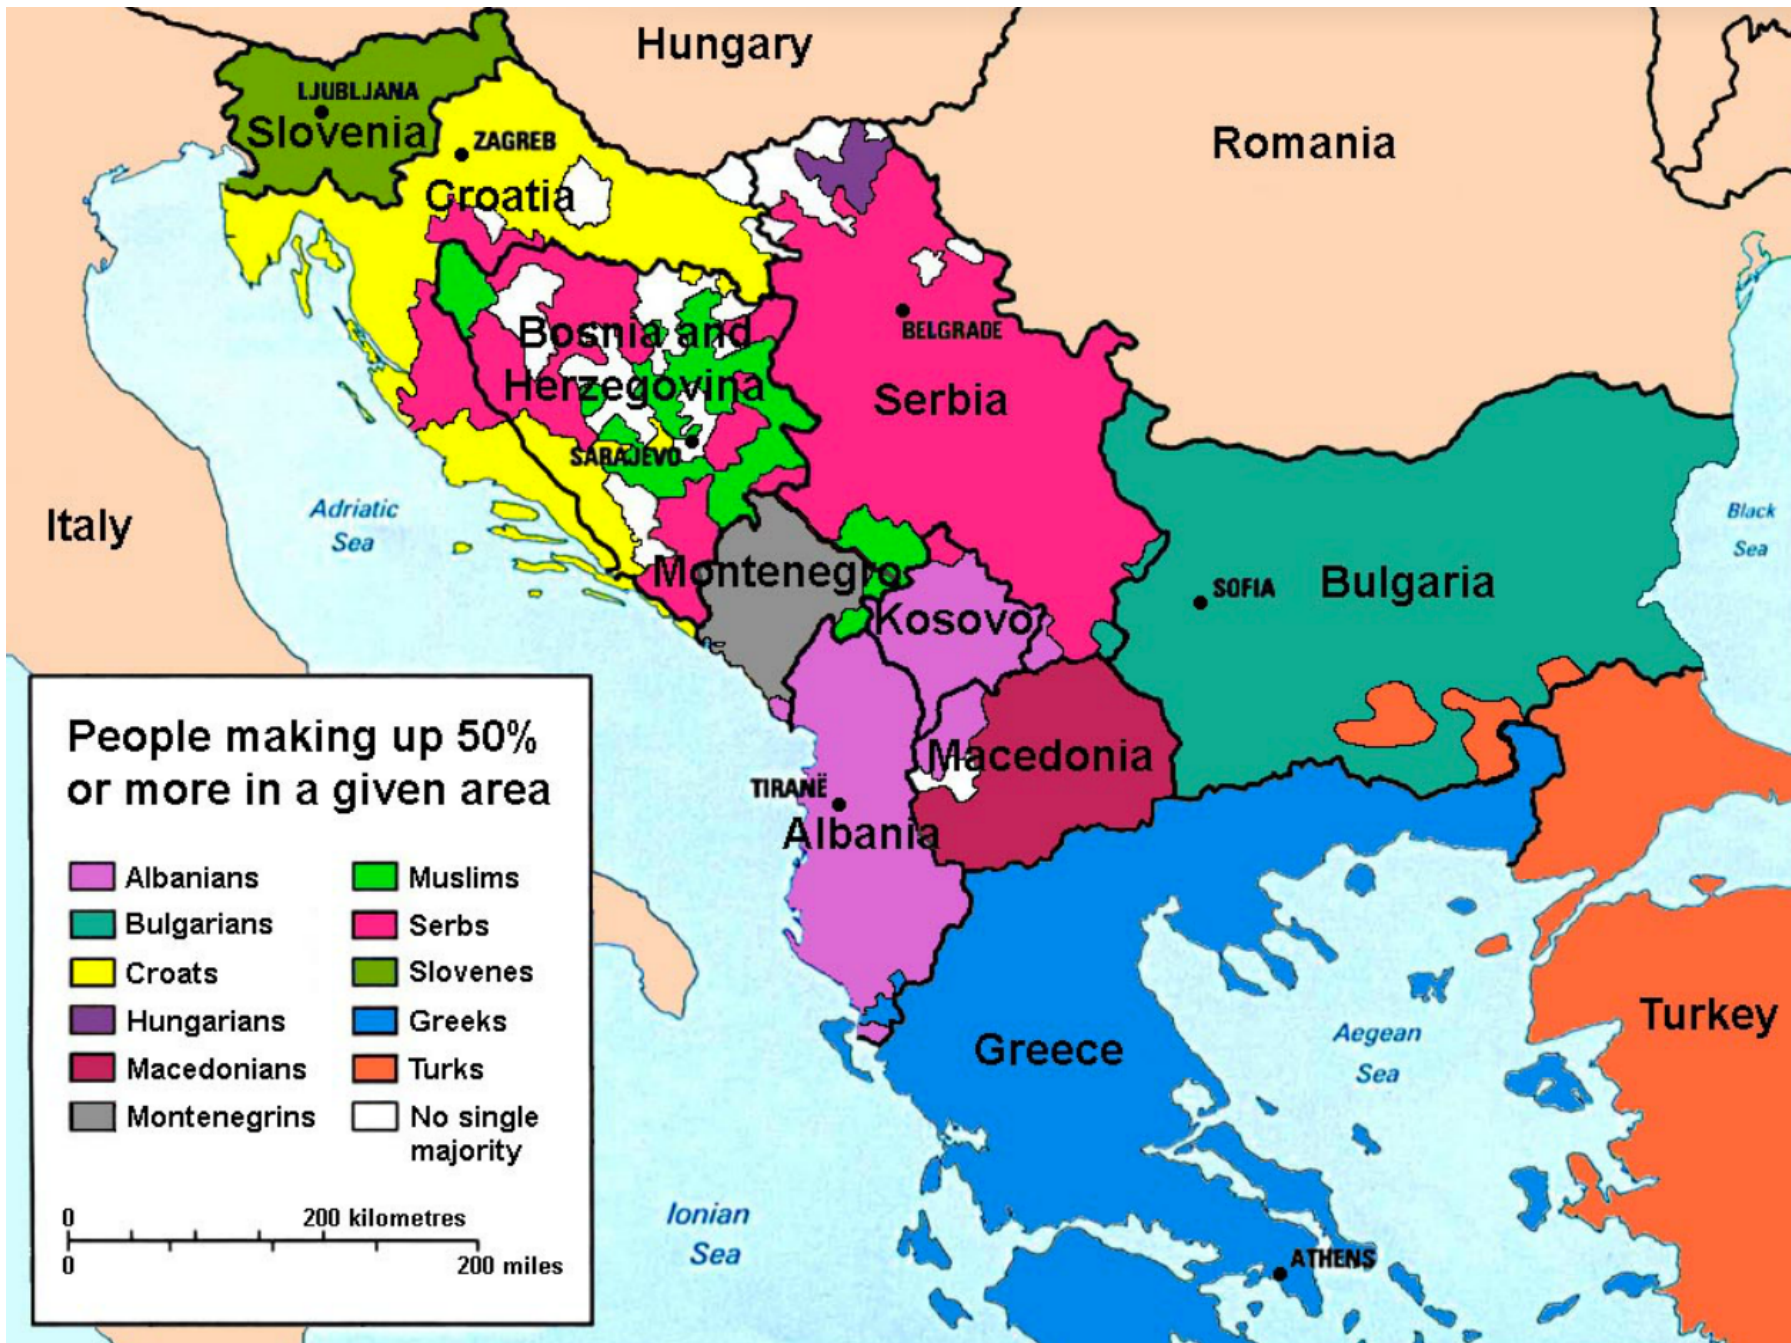 Hungary
LJUBLJANA
Slovenia
ZAGREB
Croatia
Romania
BELGRADE
Bosnia and
Herzegovina
Serbia
SARAJEVO
Italy
Adriatic
Sea
Black
Sea
Montenegro
Kosovo
SOFIA
Bulgaria
Macedonia
TIRANË
Albania
Greece
Aegean
Sea
Turkey
Ionian
Sea
ATHENS
People making up 50%
or more in a given area
Albanians
Bulgarians
Croats
Hungarians
Macedonians
Montenegrins
Muslims
Serbs
Slovenes
Greeks
Turks
No single
majority
0 200 kilometres
0 200 miles